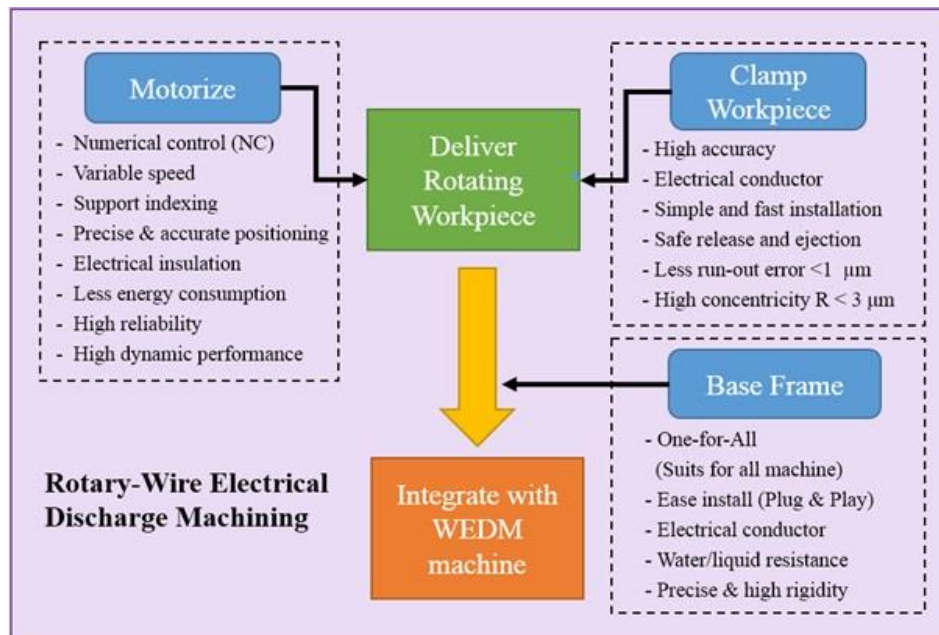 Motorize
- Numerical control (NC)
- Variable speed
- Support indexing
- Precise & accurate positioning
- Electrical insulation
- Less energy consumption
- High reliability
- High dynamic performance
Deliver
Rotating
Workpiece
Clamp
Workpiece
- High accuracy
- Electrical conductor
- Simple and fast installation
- Safe release and ejection
- Less run-out error <1 μm
- High concentricity R < 3 μm
Base Frame
- One-for-All
(Suits for all machine)
- Ease install (Plug & Play)
- Electrical conductor
- Water/liquid resistance
- Precise & high rigidity
Rotary-Wire Electrical
Discharge Machining
Integrate with
WEDM
machine